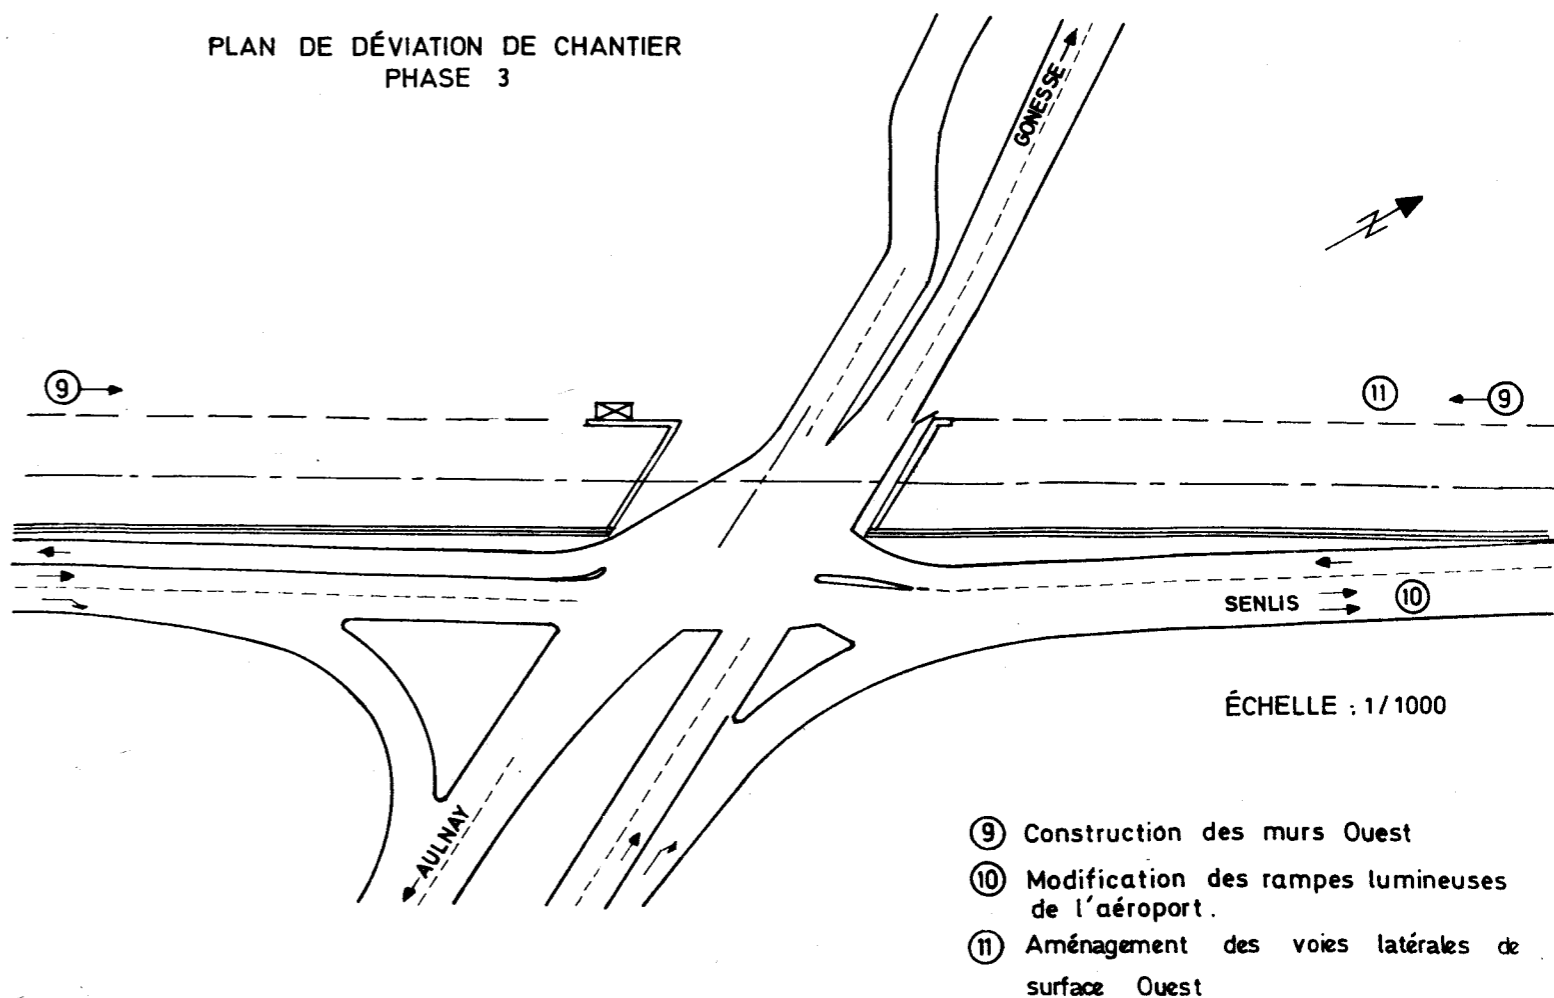 PLAN DE DÉVIATION DE CHANTIER
PHASE 3
GONESSE
N
9
11
9
SENLIS
10
ÉCHELLE : 1/1000
AULNAY
9 Construction des murs Ouest
10 Modification des rampes lumineuses
de l'aéroport.
11 Aménagement des voies latérales de
surface Ouest